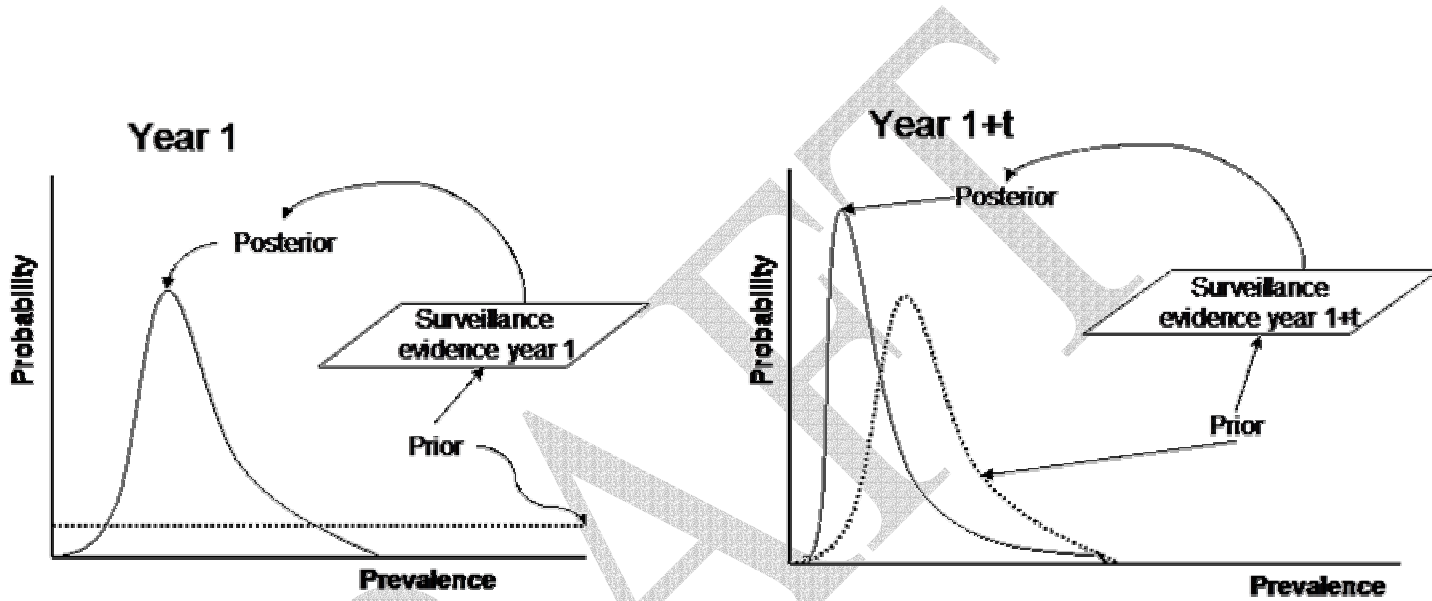 Year 1
Posterior
Surveillance
evidence year 1
Prior
Probability
Prevalence
Year 1+t
Posterior
Surveillance
evidence year 1+t
Prior
Probability
Prevalence